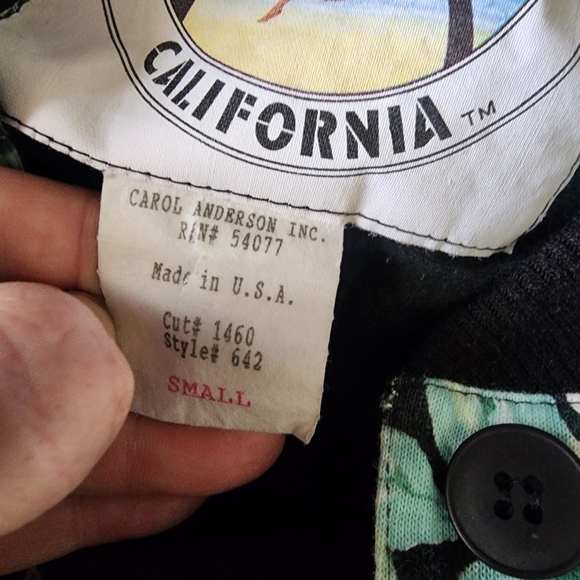 CALIFORNIA TM
CAROL ANDERSON INC.
RN# 54077
Made in U.S.A.
Cut# 1460
Style# 642
SMALL